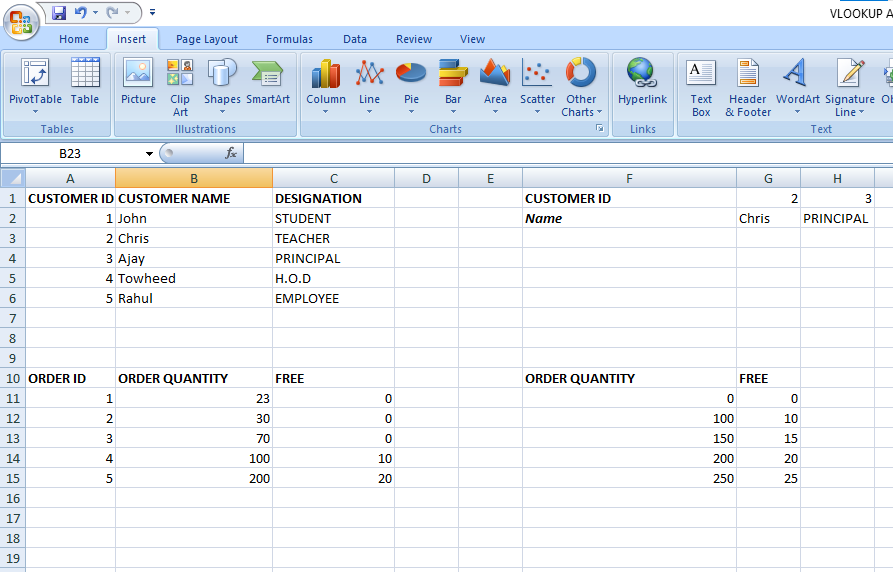 VLOOKUP A
Home Insert Page Layout Formulas Data Review View
PivotTable Table Picture Clip Art Shapes SmartArt Column Line Pie Bar Area Scatter Other Charts Hyperlink Text Box Header & Footer WordArt Signature Line Ob
Tables Illustrations Charts Links Text
B23 fx
A B C D E F G H
1 CUSTOMER ID CUSTOMER NAME DESIGNATION CUSTOMER ID 2 3
2 1 John STUDENT Name Chris PRINCIPAL
3 2 Chris TEACHER
4 3 Ajay PRINCIPAL
5 4 Towheed H.O.D
6 5 Rahul EMPLOYEE
7
8
9
10 ORDER ID ORDER QUANTITY FREE ORDER QUANTITY FREE
11 1 23 0 0 0
12 2 30 0 100 10
13 3 70 0 150 15
14 4 100 10 200 20
15 5 200 20 250 25
16
17
18
19